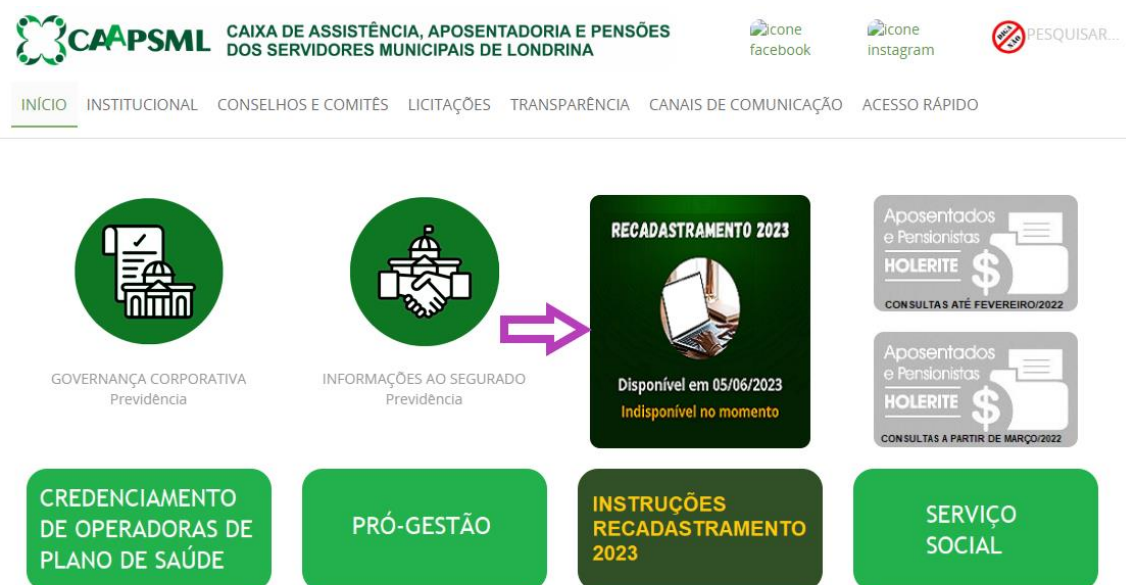 CAAPSML
CAIXA DE ASSISTÊNCIA, APOSENTADORIA E PENSÕES
DOS SERVIDORES MUNICIPAIS DE LONDRINA
icone
facebook
icone
instagram
DIGA
NÃO
PESQUISAR...
INÍCIO INSTITUCIONAL CONSELHOS E COMITÊS LICITAÇÕES TRANSPARÊNCIA CANAIS DE COMUNICAÇÃO ACESSO RÁPIDO
GOVERNANÇA CORPORATIVA
Previdência
INFORMAÇÕES AO SEGURADO
Previdência
RECADASTRAMENTO 2023
Disponível em 05/06/2023
Indisponível no momento
Aposentados
e Pensionistas
HOLERITE $
CONSULTAS ATÉ FEVEREIRO/2022
Aposentados
e Pensionistas
HOLERITE $
CONSULTAS A PARTIR DE MARÇO/2022
CREDENCIAMENTO
DE OPERADORAS DE
PLANO DE SAÚDE
PRÓ-GESTÃO
INSTRUÇÕES
RECADASTRAMENTO
2023
SERVIÇO
SOCIAL